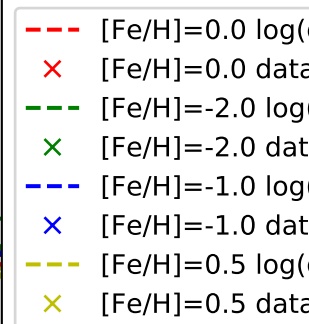 [Fe/H]=0.0 log(
[Fe/H]=0.0 data
[Fe/H]=-2.0 log(
[Fe/H]=-2.0 dat
[Fe/H]=-1.0 log(
[Fe/H]=-1.0 dat
[Fe/H]=0.5 log(
[Fe/H]=0.5 data